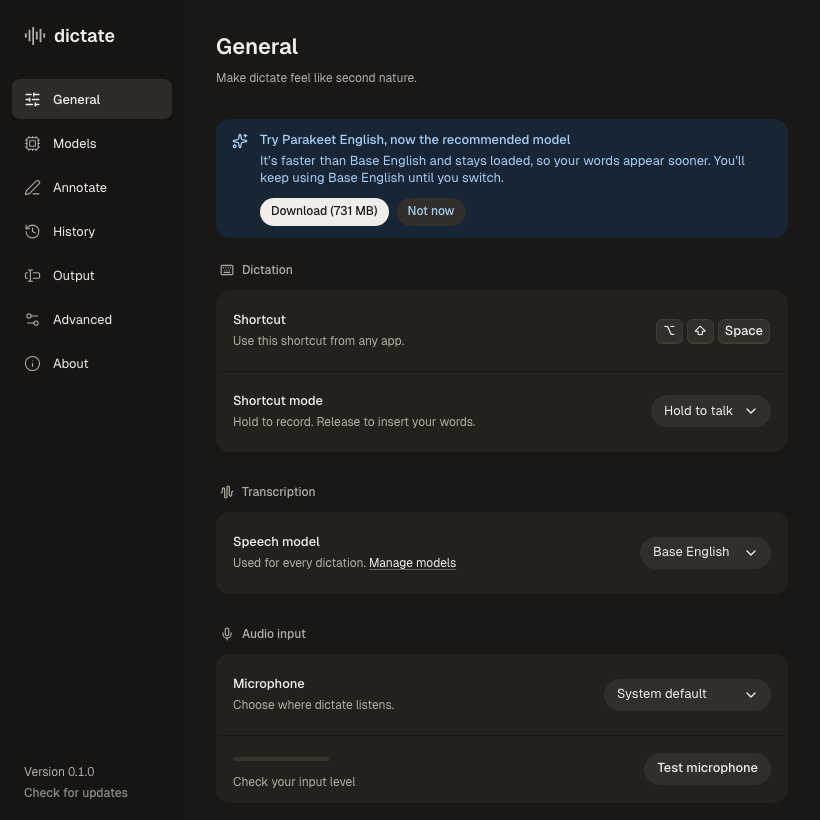 dictate
General
Models
Annotate
History
Output
Advanced
About
Version 0.1.0
Check for updates
General
Make dictate feel like second nature.
Try Parakeet English, now the recommended model
It's faster than Base English and stays loaded, so your words appear sooner. You'll
keep using Base English until you switch.
Download (731 MB)
Not now
Dictation
Shortcut
Use this shortcut from any app.
⌥ ⇧ Space
Shortcut mode
Hold to record. Release to insert your words.
Hold to talk
Transcription
Speech model
Used for every dictation. Manage models
Base English
Audio input
Microphone
Choose where dictate listens.
System default
Check your input level
Test microphone